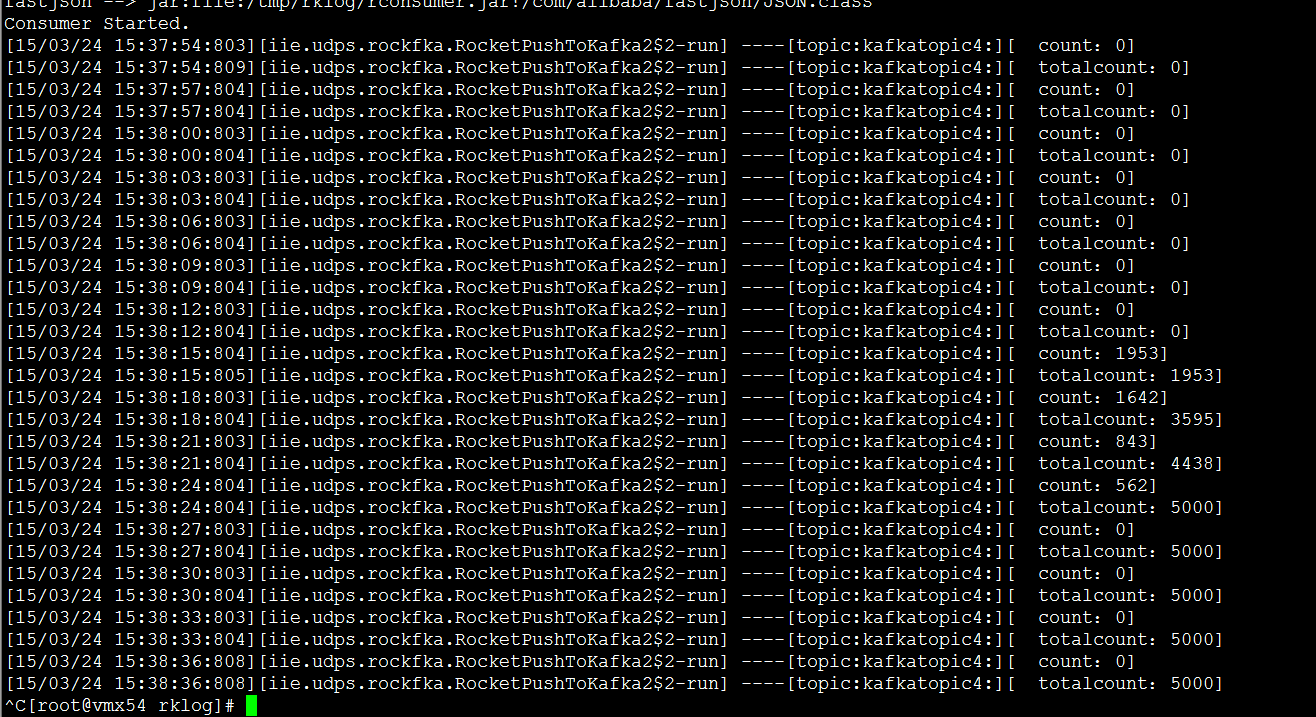 fastjson --> jar:file:/tmp/rklog/rconsumer.jar!/com/alibaba/fastjson/JSON.class
Consumer Started.
[15/03/24 15:37:54:803][iie.udps.rockfka.RocketPushToKafka2$2-run] ----[topic:kafkatopic4:][  count: 0]
[15/03/24 15:37:54:809][iie.udps.rockfka.RocketPushToKafka2$2-run] ----[topic:kafkatopic4:][  totalcount: 0]
[15/03/24 15:37:57:804][iie.udps.rockfka.RocketPushToKafka2$2-run] ----[topic:kafkatopic4:][  count: 0]
[15/03/24 15:37:57:804][iie.udps.rockfka.RocketPushToKafka2$2-run] ----[topic:kafkatopic4:][  totalcount: 0]
[15/03/24 15:38:00:803][iie.udps.rockfka.RocketPushToKafka2$2-run] ----[topic:kafkatopic4:][  count: 0]
[15/03/24 15:38:00:804][iie.udps.rockfka.RocketPushToKafka2$2-run] ----[topic:kafkatopic4:][  totalcount: 0]
[15/03/24 15:38:03:803][iie.udps.rockfka.RocketPushToKafka2$2-run] ----[topic:kafkatopic4:][  count: 0]
[15/03/24 15:38:03:804][iie.udps.rockfka.RocketPushToKafka2$2-run] ----[topic:kafkatopic4:][  totalcount: 0]
[15/03/24 15:38:06:803][iie.udps.rockfka.RocketPushToKafka2$2-run] ----[topic:kafkatopic4:][  count: 0]
[15/03/24 15:38:06:804][iie.udps.rockfka.RocketPushToKafka2$2-run] ----[topic:kafkatopic4:][  totalcount: 0]
[15/03/24 15:38:09:803][iie.udps.rockfka.RocketPushToKafka2$2-run] ----[topic:kafkatopic4:][  count: 0]
[15/03/24 15:38:09:804][iie.udps.rockfka.RocketPushToKafka2$2-run] ----[topic:kafkatopic4:][  totalcount: 0]
[15/03/24 15:38:12:803][iie.udps.rockfka.RocketPushToKafka2$2-run] ----[topic:kafkatopic4:][  count: 0]
[15/03/24 15:38:12:804][iie.udps.rockfka.RocketPushToKafka2$2-run] ----[topic:kafkatopic4:][  totalcount: 0]
[15/03/24 15:38:15:804][iie.udps.rockfka.RocketPushToKafka2$2-run] ----[topic:kafkatopic4:][  count: 1953]
[15/03/24 15:38:15:805][iie.udps.rockfka.RocketPushToKafka2$2-run] ----[topic:kafkatopic4:][  totalcount: 1953]
[15/03/24 15:38:18:803][iie.udps.rockfka.RocketPushToKafka2$2-run] ----[topic:kafkatopic4:][  count: 1642]
[15/03/24 15:38:18:804][iie.udps.rockfka.RocketPushToKafka2$2-run] ----[topic:kafkatopic4:][  totalcount: 3595]
[15/03/24 15:38:21:803][iie.udps.rockfka.RocketPushToKafka2$2-run] ----[topic:kafkatopic4:][  count: 843]
[15/03/24 15:38:21:804][iie.udps.rockfka.RocketPushToKafka2$2-run] ----[topic:kafkatopic4:][  totalcount: 4438]
[15/03/24 15:38:24:804][iie.udps.rockfka.RocketPushToKafka2$2-run] ----[topic:kafkatopic4:][  count: 562]
[15/03/24 15:38:24:804][iie.udps.rockfka.RocketPushToKafka2$2-run] ----[topic:kafkatopic4:][  totalcount: 5000]
[15/03/24 15:38:27:803][iie.udps.rockfka.RocketPushToKafka2$2-run] ----[topic:kafkatopic4:][  count: 0]
[15/03/24 15:38:27:804][iie.udps.rockfka.RocketPushToKafka2$2-run] ----[topic:kafkatopic4:][  totalcount: 5000]
[15/03/24 15:38:30:803][iie.udps.rockfka.RocketPushToKafka2$2-run] ----[topic:kafkatopic4:][  count: 0]
[15/03/24 15:38:30:804][iie.udps.rockfka.RocketPushToKafka2$2-run] ----[topic:kafkatopic4:][  totalcount: 5000]
[15/03/24 15:38:33:803][iie.udps.rockfka.RocketPushToKafka2$2-run] ----[topic:kafkatopic4:][  count: 0]
[15/03/24 15:38:33:804][iie.udps.rockfka.RocketPushToKafka2$2-run] ----[topic:kafkatopic4:][  totalcount: 5000]
[15/03/24 15:38:36:808][iie.udps.rockfka.RocketPushToKafka2$2-run] ----[topic:kafkatopic4:][  count: 0]
[15/03/24 15:38:36:808][iie.udps.rockfka.RocketPushToKafka2$2-run] ----[topic:kafkatopic4:][  totalcount: 5000]
^C[root@vmx54 rklog]#